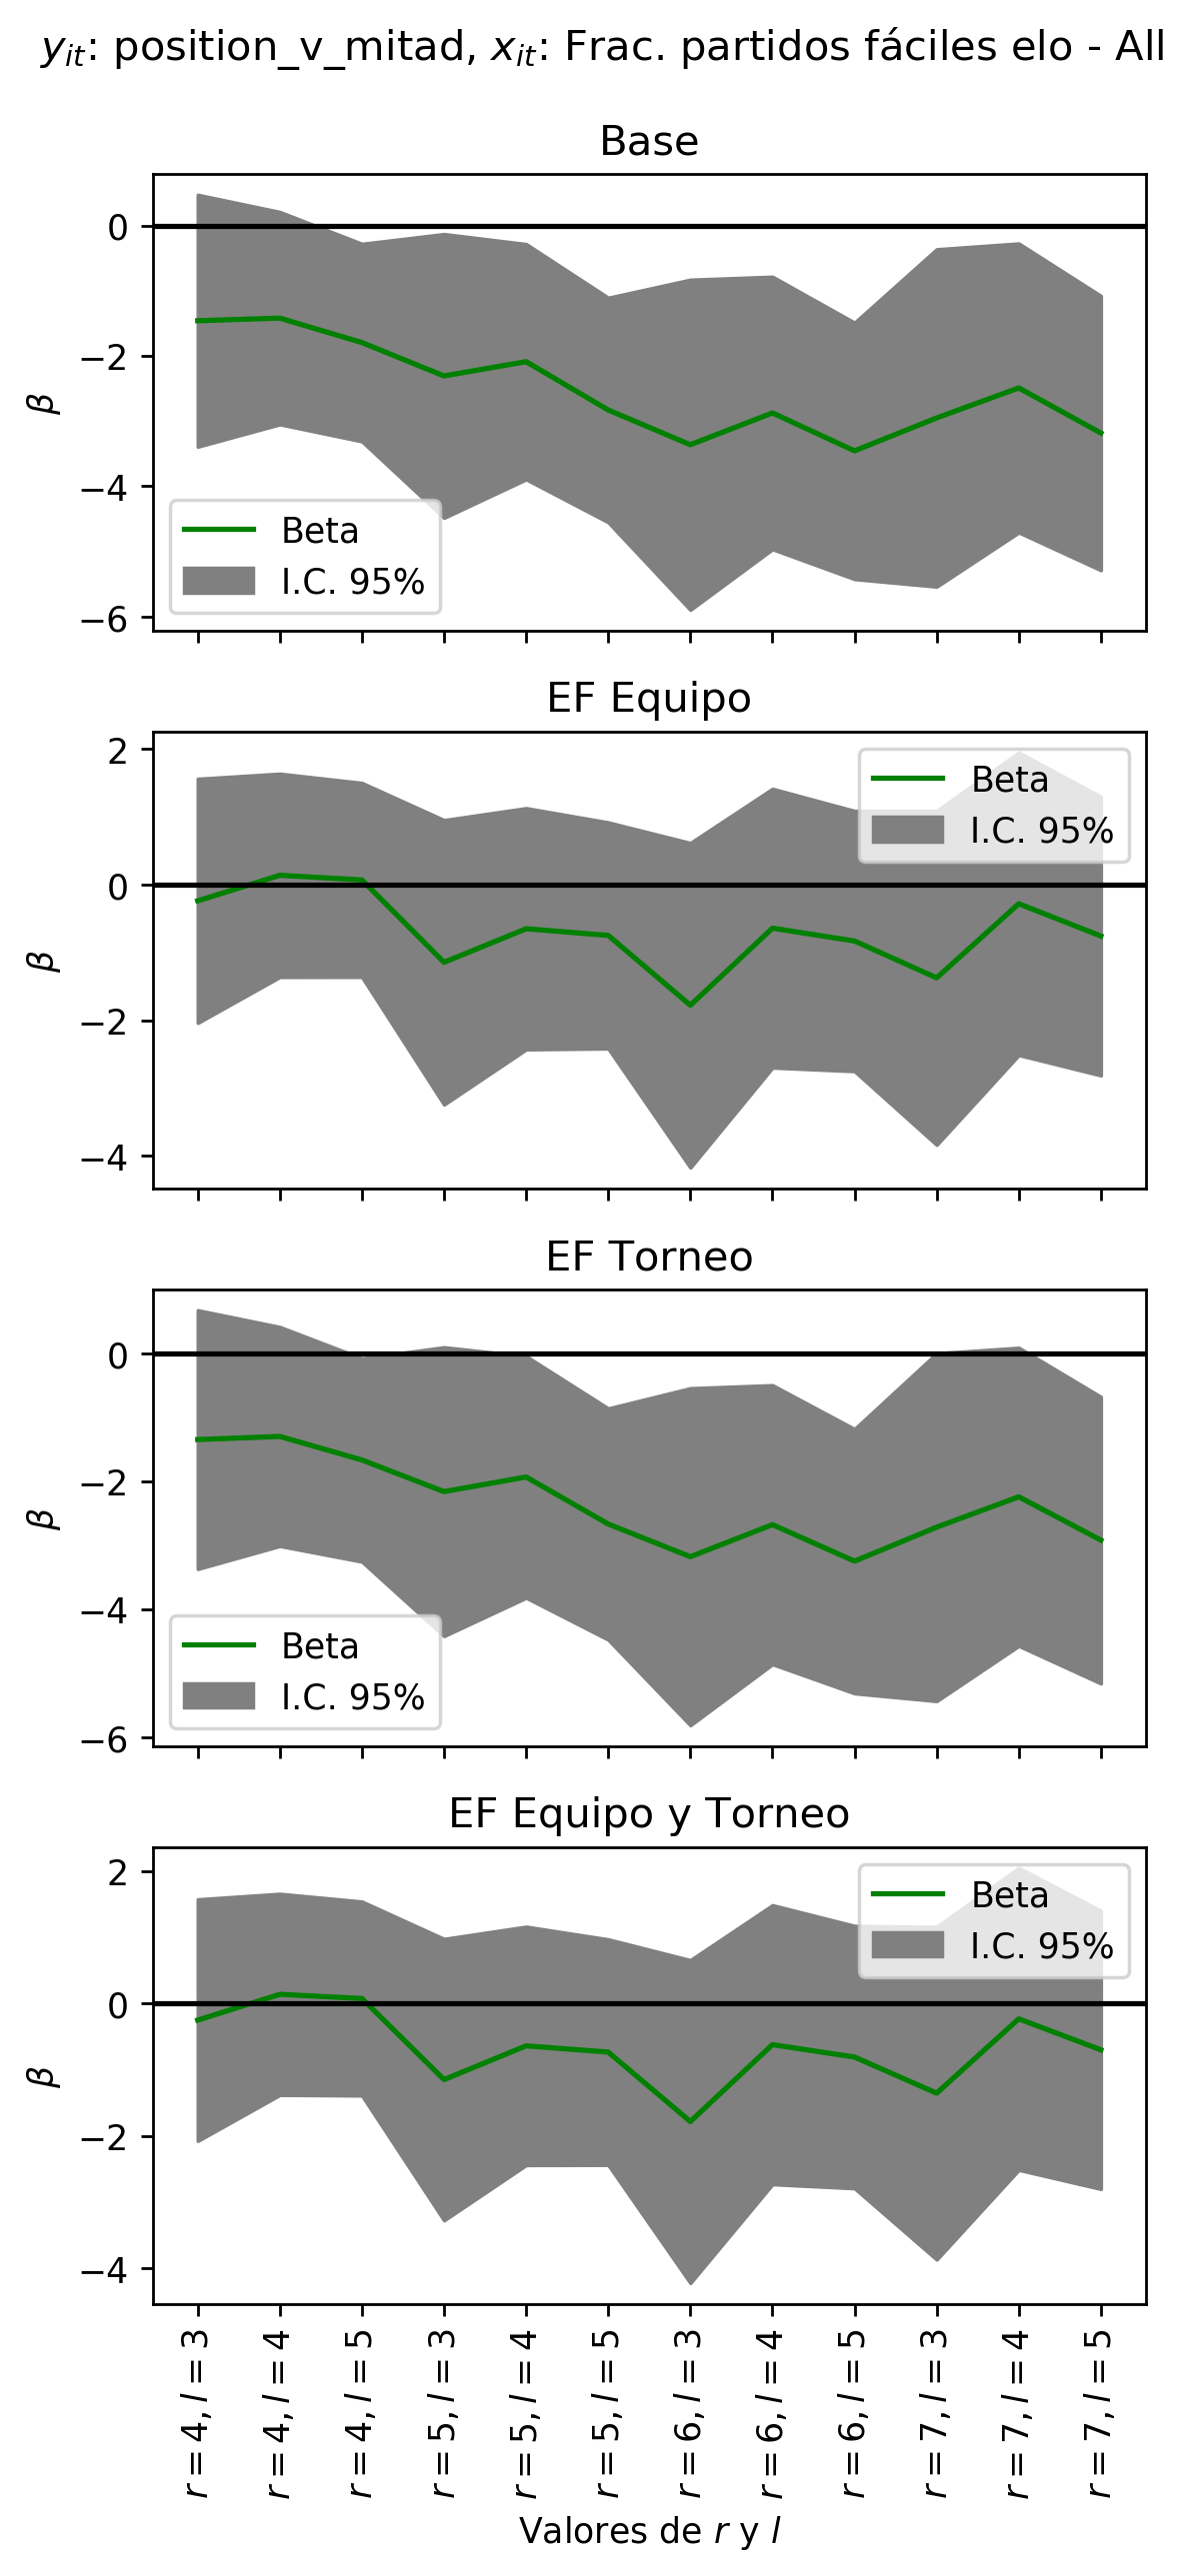 y_it: position_v_mitad, x_it: Frac. partidos fáciles elo - All
Base
0
−2
−4
−6
β
Beta
I.C. 95%
EF Equipo
2
0
−2
−4
β
Beta
I.C. 95%
EF Torneo
0
−2
−4
−6
β
Beta
I.C. 95%
EF Equipo y Torneo
2
0
−2
−4
β
Beta
I.C. 95%
r = 4, l = 3
r = 4, l = 4
r = 4, l = 5
r = 5, l = 3
r = 5, l = 4
r = 5, l = 5
r = 6, l = 3
r = 6, l = 4
r = 6, l = 5
r = 7, l = 3
r = 7, l = 4
r = 7, l = 5
Valores de r y l